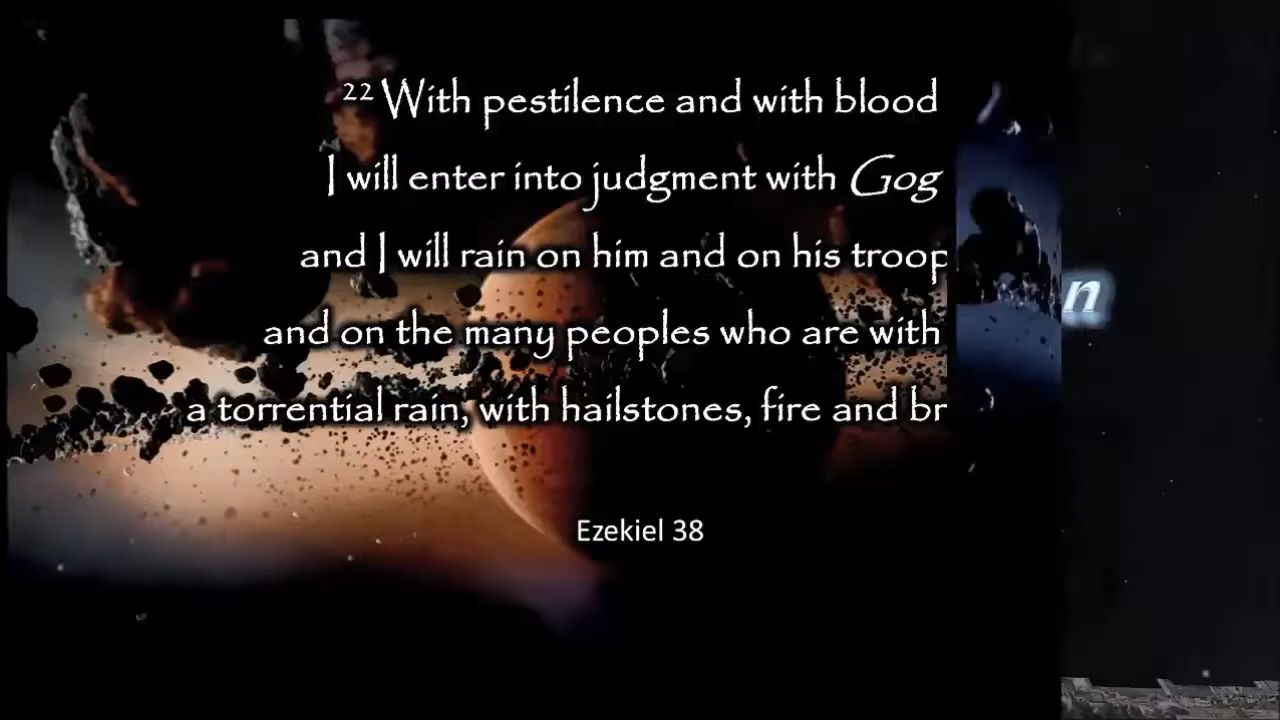 22 With pestilence and with blood
I will enter into judgment with Gog
and I will rain on him and on his troop
and on the many peoples who are with
a torrential rain, with hailstones, fire and br
n
Ezekiel 38